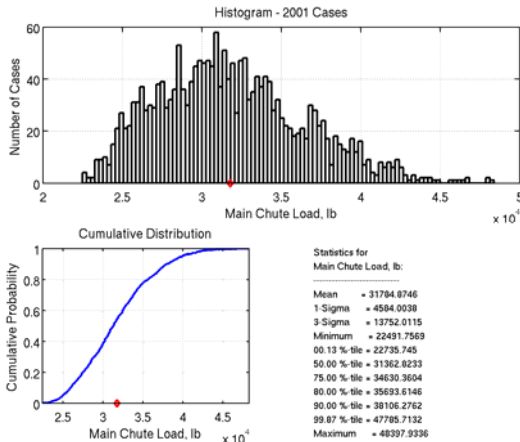 Histogram - 2001 Cases
Number of Cases
60
40
20
0
2
2.5
3
3.5
4
4.5
5
Main Chute Load, lb
x 10^4
Cumulative Distribution
Cumulative Probability
1
0.8
0.6
0.4
0.2
0
2.5
3.5
4.5
Main Chute Load, lb
x 10^4
Statistics for
Main Chute Load, lb:
------------------------------
Mean = 31784.8746
1-Sigma = 4584.0038
3-Sigma = 13752.0115
Minimum = 22491.7569
00.13 %-tile = 22735.745
50.00 %-tile = 31362.8233
75.00 %-tile = 34630.3604
80.00 %-tile = 35693.6146
90.00 %-tile = 38106.2762
99.87 %-tile = 47785.7132
Maximum = 48397.9336